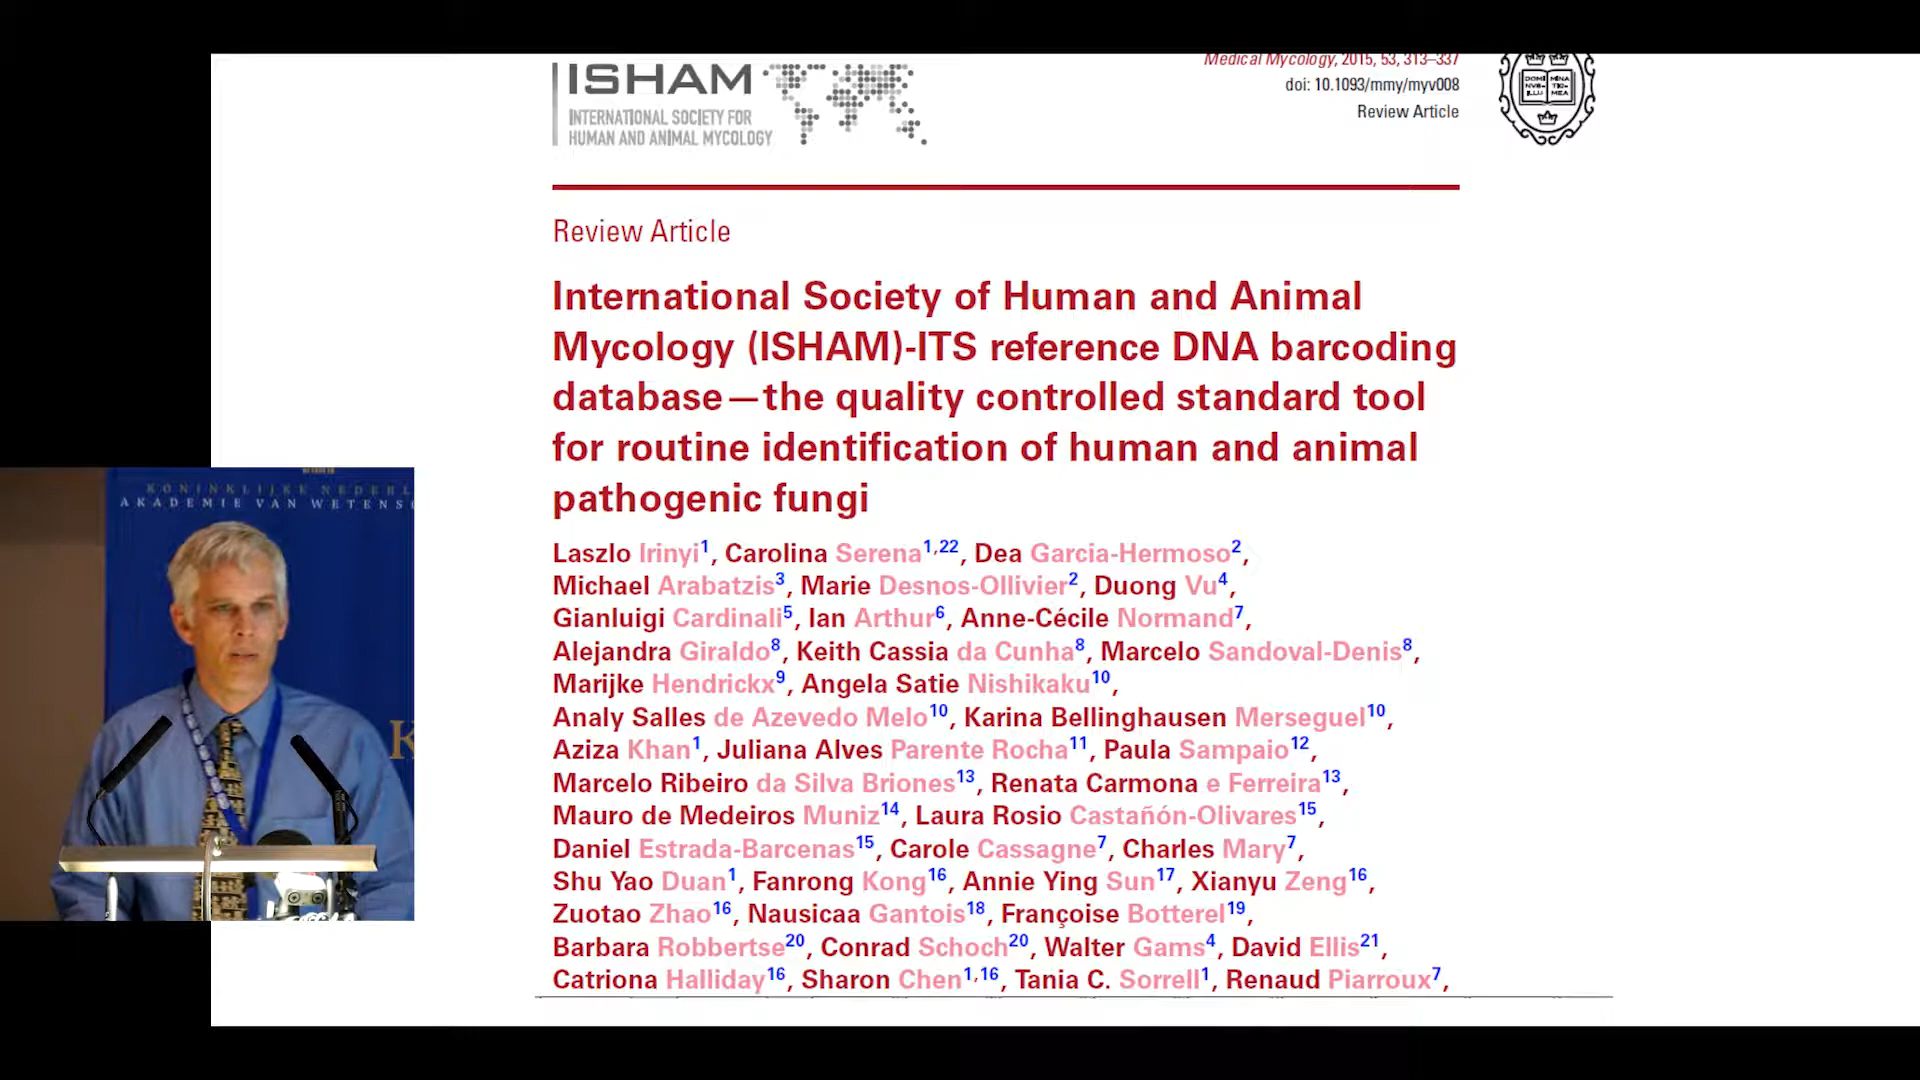 ISHAM
INTERNATIONAL SOCIETY FOR
HUMAN AND ANIMAL MYCOLOGY
Medical Mycology, 2015, 53, 313–337
doi: 10.1093/mmy/myv008
Review Article
DOMI MINA
NVS TIO
ILLU MEA
Review Article
International Society of Human and Animal
Mycology (ISHAM)-ITS reference DNA barcoding
database—the quality controlled standard tool
for routine identification of human and animal
pathogenic fungi
Laszlo Irinyi1, Carolina Serena1,22, Dea Garcia-Hermoso2,
Michael Arabatzis3, Marie Desnos-Ollivier2, Duong Vu4,
Gianluigi Cardinali5, Ian Arthur6, Anne-Cécile Normand7,
Alejandra Giraldo8, Keith Cassia da Cunha8, Marcelo Sandoval-Denis8,
Marijke Hendrickx9, Angela Satie Nishikaku10,
Analy Salles de Azevedo Melo10, Karina Bellinghausen Merseguel10,
Aziza Khan1, Juliana Alves Parente Rocha11, Paula Sampaio12,
Marcelo Ribeiro da Silva Briones13, Renata Carmona e Ferreira13,
Mauro de Medeiros Muniz14, Laura Rosio Castañón-Olivares15,
Daniel Estrada-Barcenas15, Carole Cassagne7, Charles Mary7,
Shu Yao Duan1, Fanrong Kong16, Annie Ying Sun17, Xianyu Zeng16,
Zuotao Zhao16, Nausicaa Gantois18, Françoise Botterel19,
Barbara Robbertse20, Conrad Schoch20, Walter Gams4, David Ellis21,
Catriona Halliday16, Sharon Chen1,16, Tania C. Sorrell1, Renaud Piarroux7,
KONINKLIJKE NEDERL
AKADEMIE VAN WETENS
K